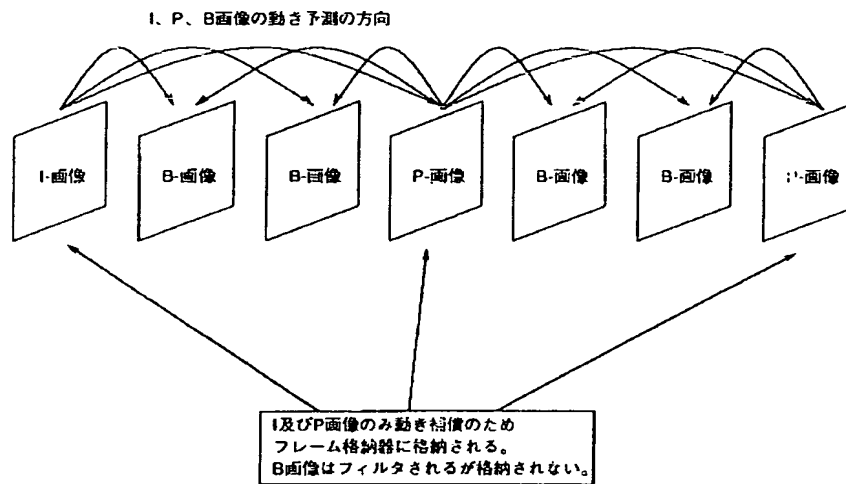 I、P、B画像の動き予測の方向
I-画像
B-画像
B-画像
P-画像
B-画像
B-画像
画像
I及びP画像のみ動き補償のため
フレーム格納器に格納される。
B画像はフィルタされるが格納されない。